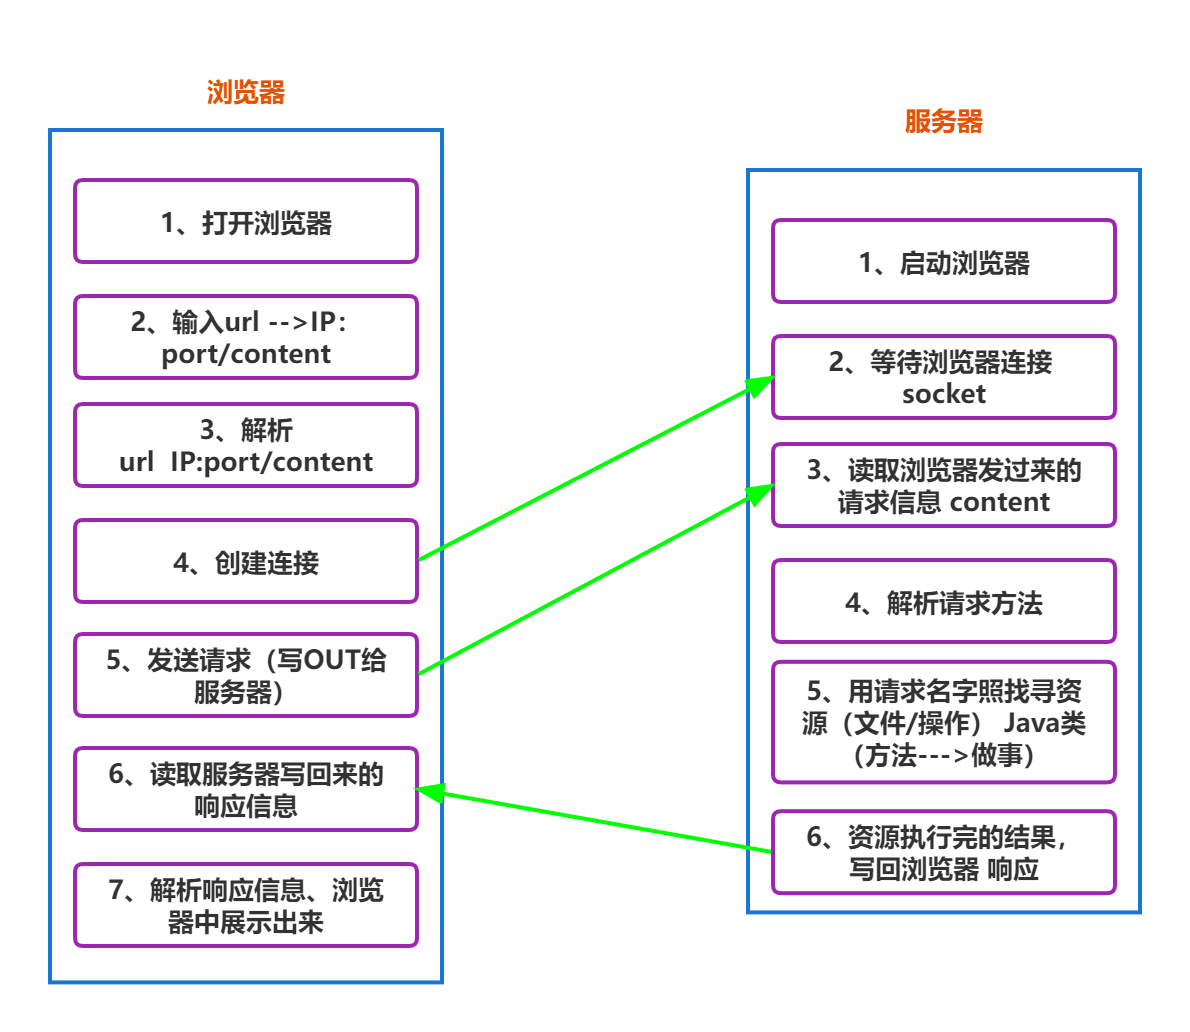 浏览器
1、打开浏览器
2、输入url -->IP：
port/content
3、解析
url  IP:port/content
4、创建连接
5、发送请求（写OUT给
服务器）
6、读取服务器写回来的
响应信息
7、解析响应信息、浏览
器中展示出来
服务器
1、启动浏览器
2、等待浏览器连接
socket
3、读取浏览器发过来的
请求信息 content
4、解析请求方法
5、用请求名字照找寻资
源（文件/操作） Java类
（方法--->做事）
6、资源执行完的结果，
写回浏览器 响应